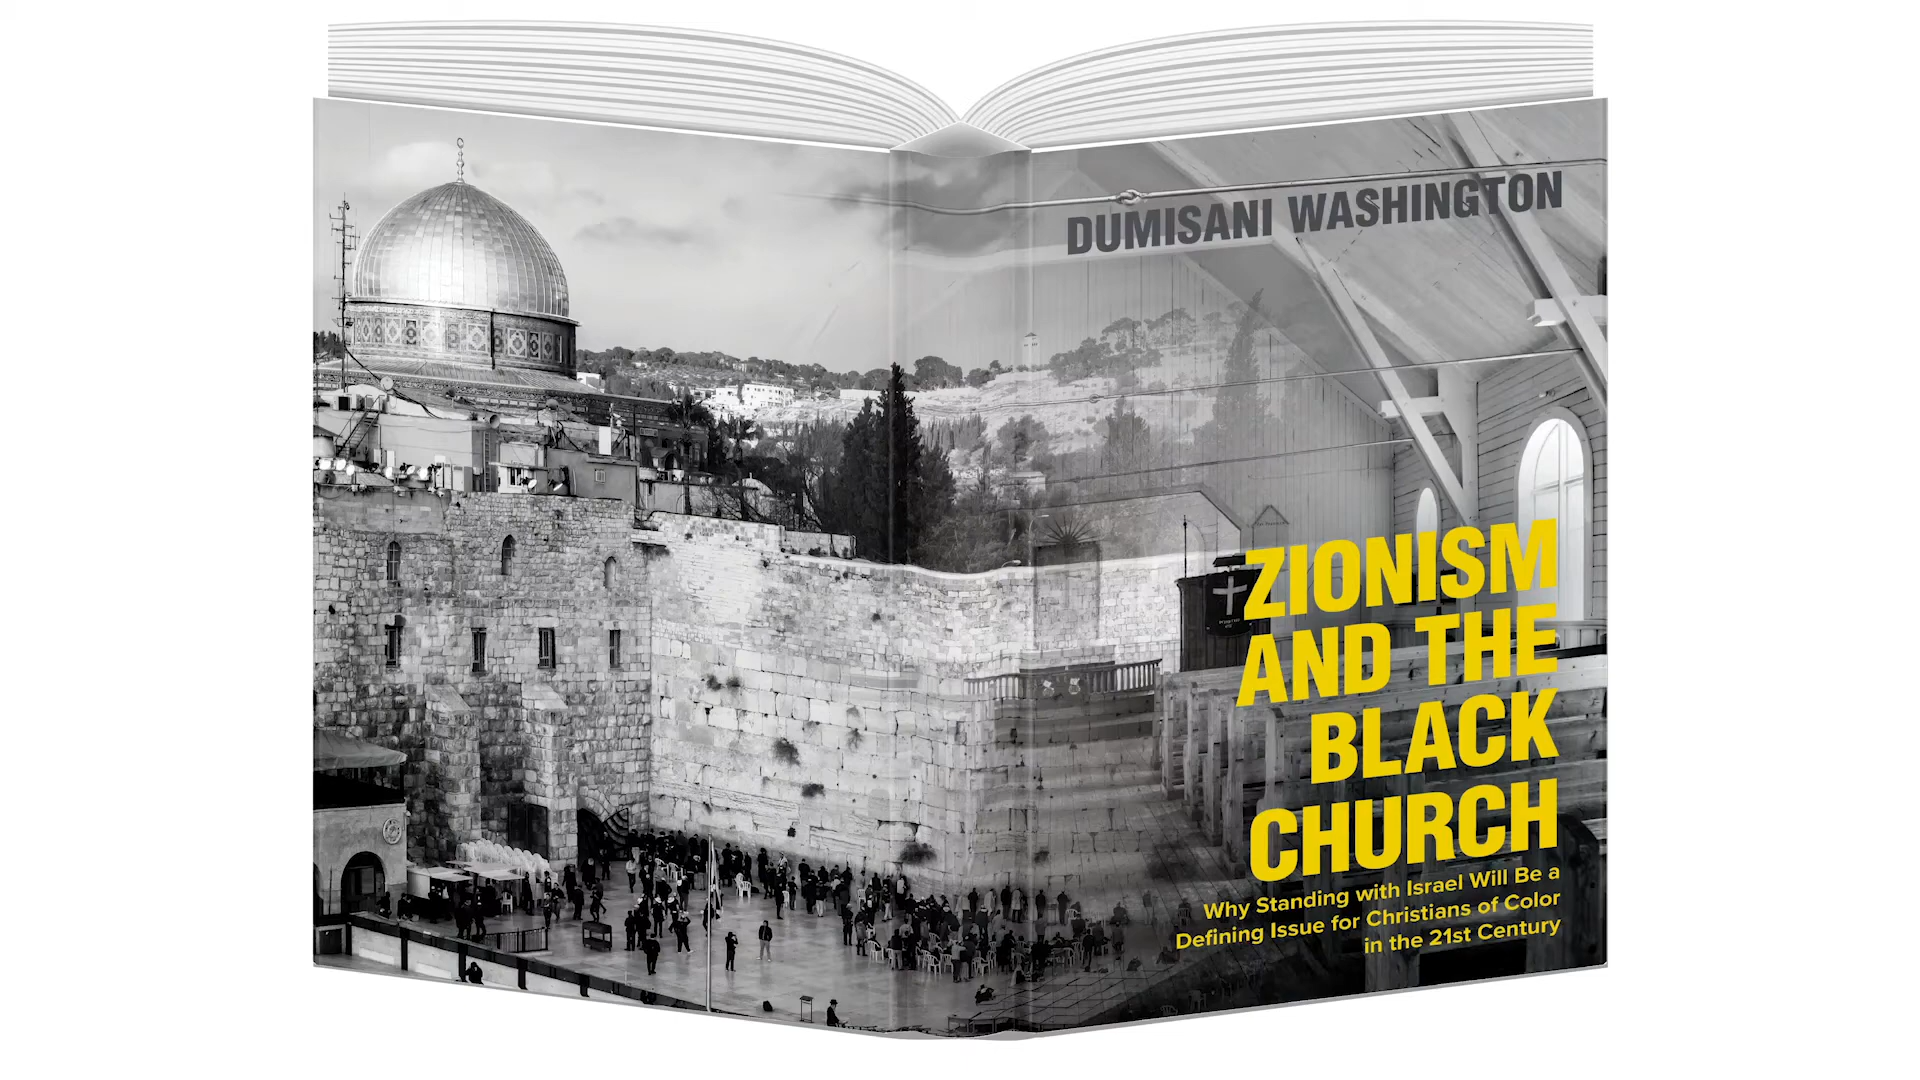 DUMISANI WASHINGTON
ZIONISM
AND THE
BLACK
CHURCH
Why Standing with Israel Will Be a
Defining Issue for Christians of Color
in the 21st Century